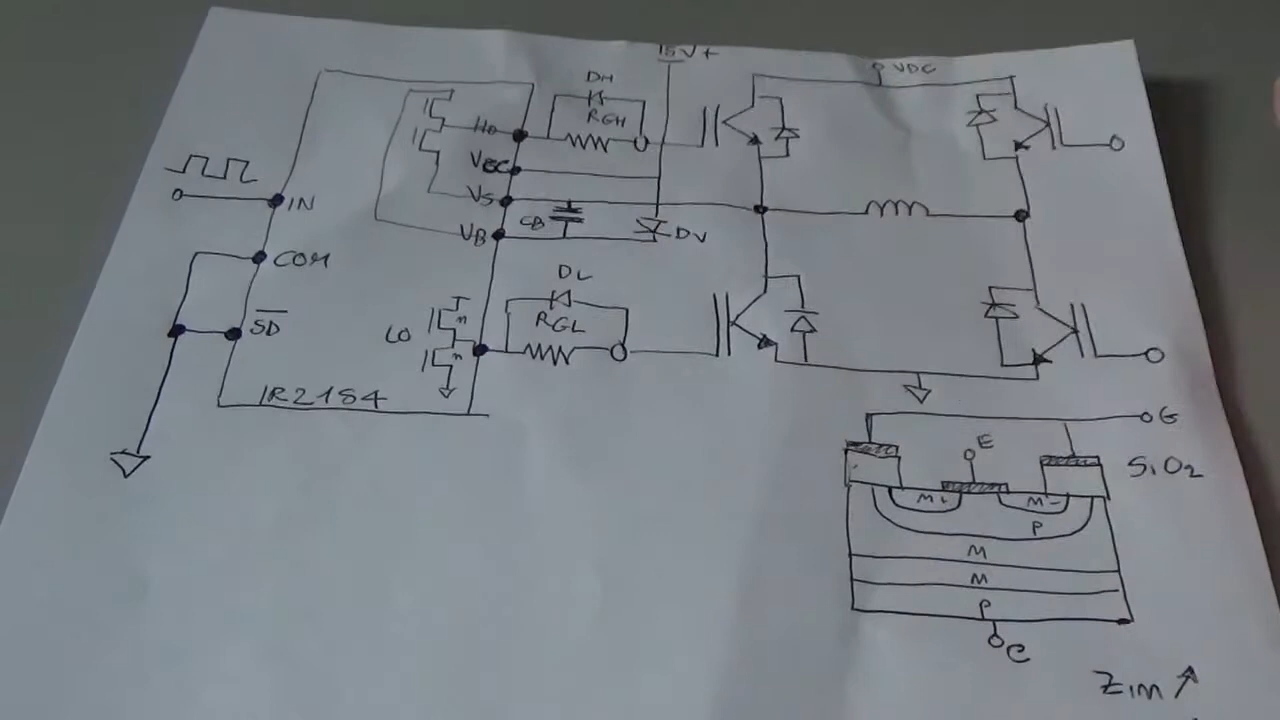 15V+
VDC
DH
RGH
HO
VCC
VS
VB
CB
DV
IN
COM
SD
DL
RGL
LO
n
n
IR2184
G
E
SiO2
M+
M-
P
M
M
P
C
ZIM ↑